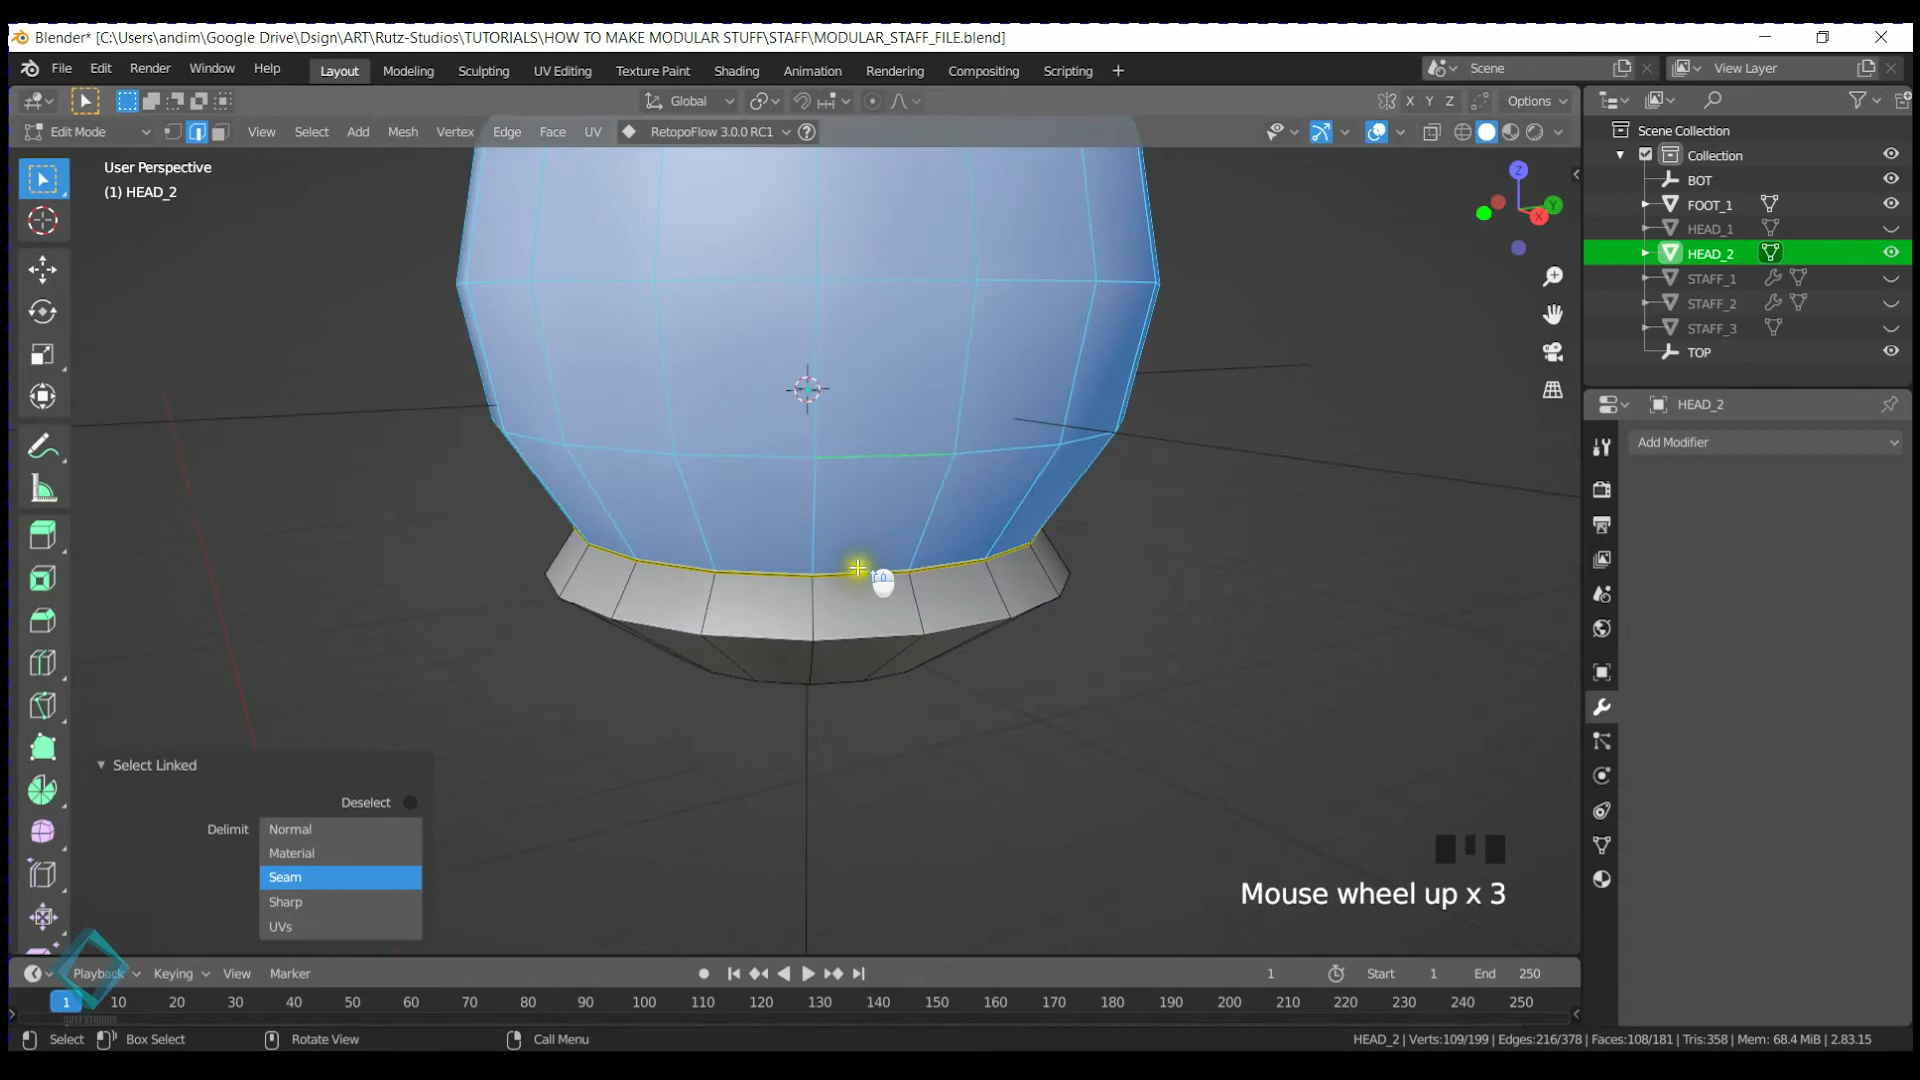 Blender* [C:\Users\andim\Google Drive\Dsign\ART\Rutz-Studios\TUTORIALS\HOW TO MAKE MODULAR STUFF\STAFF\MODULAR_STAFF_FILE.blend]
File Edit Render Window Help Layout Modeling Sculpting UV Editing Texture Paint Shading Animation Rendering Compositing Scripting + Scene View Layer
Global X Y Z Options
Edit Mode View Select Add Mesh Vertex Edge Face UV RetopoFlow 3.0.0 RC1
User Perspective
(1) HEAD_2
Z
Y
X
Scene Collection
Collection
BOT
FOOT_1
HEAD_1
HEAD_2
STAFF_1
STAFF_2
STAFF_3
TOP
HEAD_2
Add Modifier
Select Linked
Deselect
Delimit Normal
Material
Seam
Sharp
UVs
Mouse wheel up x 3
Playback Keying View Marker 1 Start 1 End 250
1 10 20 30 40 50 60 70 80 90 100 110 120 130 140 150 160 170 180 190 200 210 220 230 240 250
RUTZ STUDIOS
Select Box Select Rotate View Call Menu HEAD_2 | Verts:109/199 | Edges:216/378 | Faces:108/181 | Tris:358 | Mem: 68.4 MiB | 2.83.15